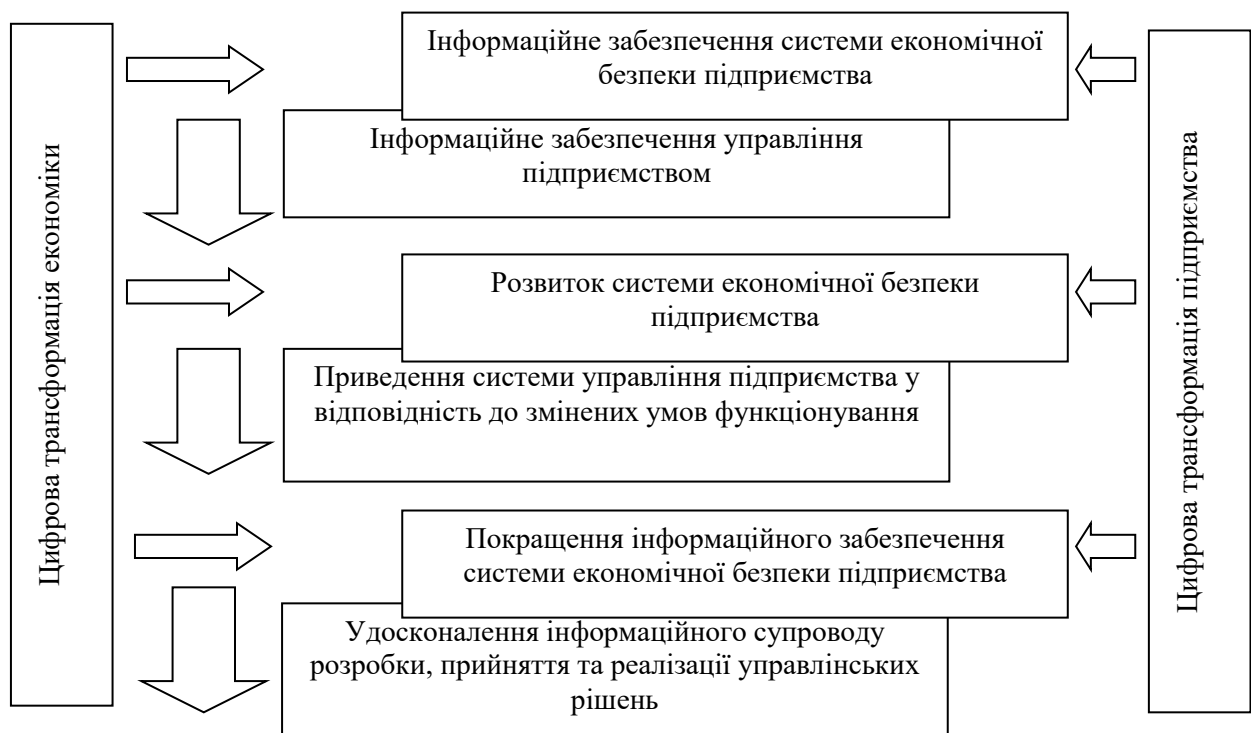 Цифрова трансформація економіки
Інформаційне забезпечення системи економічної
безпеки підприємства
Інформаційне забезпечення управління
підприємством
Розвиток системи економічної безпеки
підприємства
Приведення системи управління підприємства у
відповідність до змінених умов функціонування
Покращення інформаційного забезпечення
системи економічної безпеки підприємства
Удосконалення інформаційного супроводу
розробки, прийняття та реалізації управлінських
рішень
Цифрова трансформація підприємства